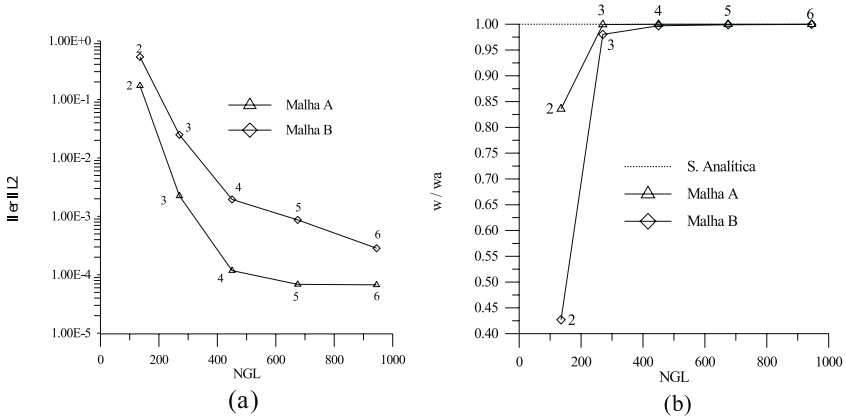 1.00E+0
1.00E-1
1.00E-2
1.00E-3
1.00E-4
1.00E-5
0
200
400
600
800
1000
NGL
III er III L2
2
3
4
5
6
2
3
4
5
6
Malha A
Malha B
(a)
1.00
0.95
0.90
0.85
0.80
0.75
0.70
0.65
0.60
0.55
0.50
0.45
0.40
0
200
400
600
800
1000
NGL
w / wa
3
4
5
6
2
3
2
S. Analítica
Malha A
Malha B
(b)